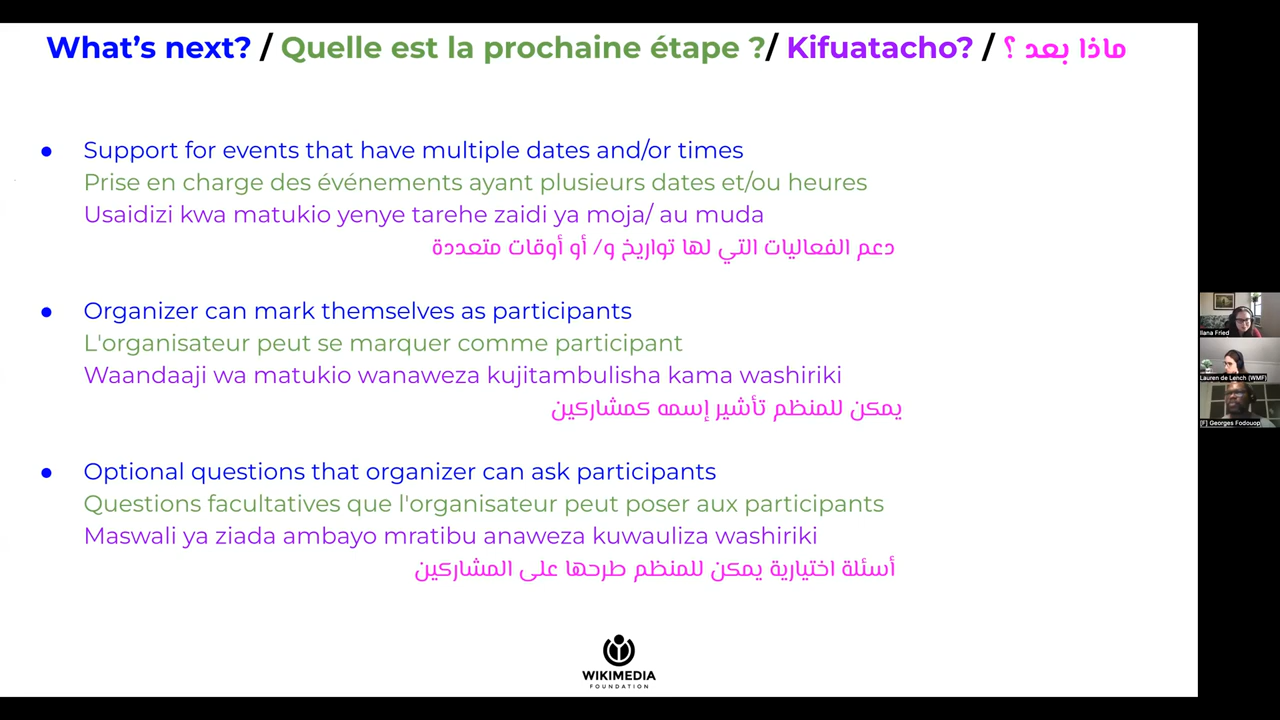 What's next? / Quelle est la prochaine étape ?/ Kifuatacho? / ماذا بعد ؟
● Support for events that have multiple dates and/or times
Prise en charge des événements ayant plusieurs dates et/ou heures
Usaidizi kwa matukio yenye tarehe zaidi ya moja/ au muda
دعم الفعاليات التي لها تواريخ و/ أو أوقات متعددة
● Organizer can mark themselves as participants
L'organisateur peut se marquer comme participant
Waandaaji wa matukio wanaweza kujitambulisha kama washiriki
يمكن للمنظم تأشير إسمه كمشاركين
● Optional questions that organizer can ask participants
Questions facultatives que l'organisateur peut poser aux participants
Maswali ya ziada ambayo mratibu anaweza kuwauliza washiriki
أسئلة اختيارية يمكن للمنظم طرحها على المشاركين
WIKIMEDIA
FOUNDATION
Ilana Fried
Lauren de Lench (WMF)
[F] Georges Fodouop